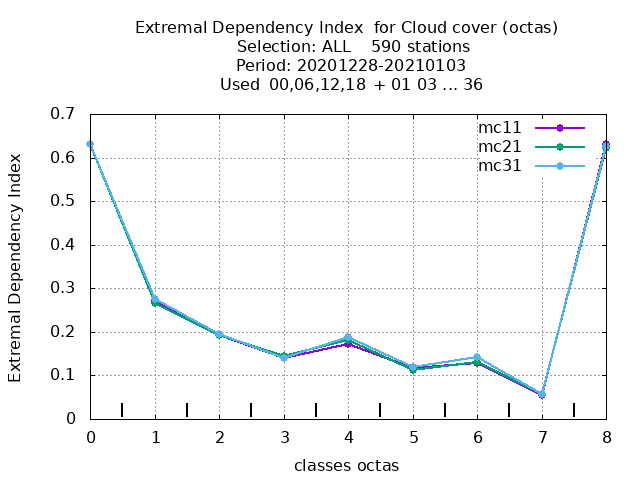 Extremal Dependency Index  for Cloud cover (octas)
Selection: ALL    590 stations
Period: 20201228-20210103
Used  00,06,12,18  + 01 03 ... 36
0.7
0.6
0.5
0.4
0.3
0.2
0.1
0
Extremal Dependency Index
mc11
mc21
mc31
0 1 2 3 4 5 6 7 8
classes octas